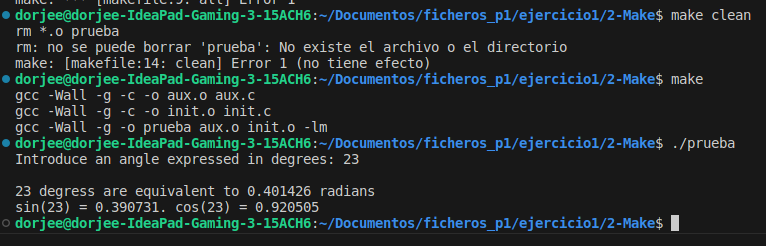 make: *** [makefile:9: all] Error 1
dorjee@dorjee-IdeaPad-Gaming-3-15ACH6:~/Documentos/ficheros_p1/ejercicio1/2-Make$ make clean
rm *.o prueba
rm: no se puede borrar 'prueba': No existe el archivo o el directorio
make: [makefile:14: clean] Error 1 (no tiene efecto)
dorjee@dorjee-IdeaPad-Gaming-3-15ACH6:~/Documentos/ficheros_p1/ejercicio1/2-Make$ make
gcc -Wall -g -c -o aux.o aux.c
gcc -Wall -g -c -o init.o init.c
gcc -Wall -g -o prueba aux.o init.o -lm
dorjee@dorjee-IdeaPad-Gaming-3-15ACH6:~/Documentos/ficheros_p1/ejercicio1/2-Make$ ./prueba
Introduce an angle expressed in degrees: 23
23 degress are equivalent to 0.401426 radians
sin(23) = 0.390731. cos(23) = 0.920505
dorjee@dorjee-IdeaPad-Gaming-3-15ACH6:~/Documentos/ficheros_p1/ejercicio1/2-Make$